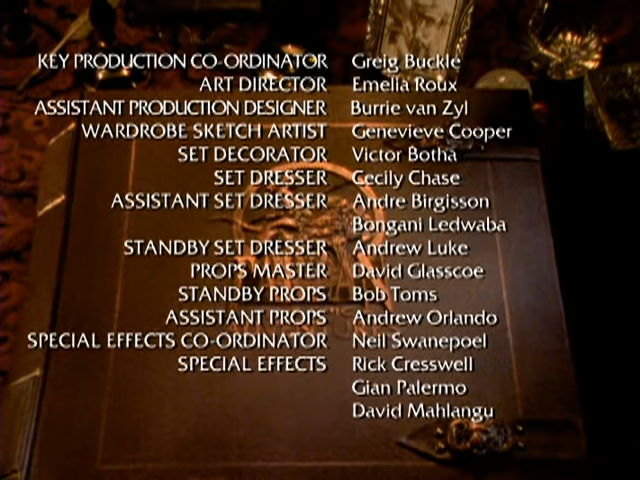 KEY PRODUCTION CO-ORDINATOR Greig Buckle
ART DIRECTOR Emelia Roux
ASSISTANT PRODUCTION DESIGNER Burrie van Zyl
WARDROBE SKETCH ARTIST Genevieve Cooper
SET DECORATOR Victor Botha
SET DRESSER Cecily Chase
ASSISTANT SET DRESSER Andre Birgisson
Bongani Ledwaba
STANDBY SET DRESSER Andrew Luke
PROPS MASTER David Glasscoe
STANDBY PROPS Bob Toms
ASSISTANT PROPS Andrew Orlando
SPECIAL EFFECTS CO-ORDINATOR Neil Swanepoel
SPECIAL EFFECTS Rick Cresswell
Gian Palermo
David Mahlangu